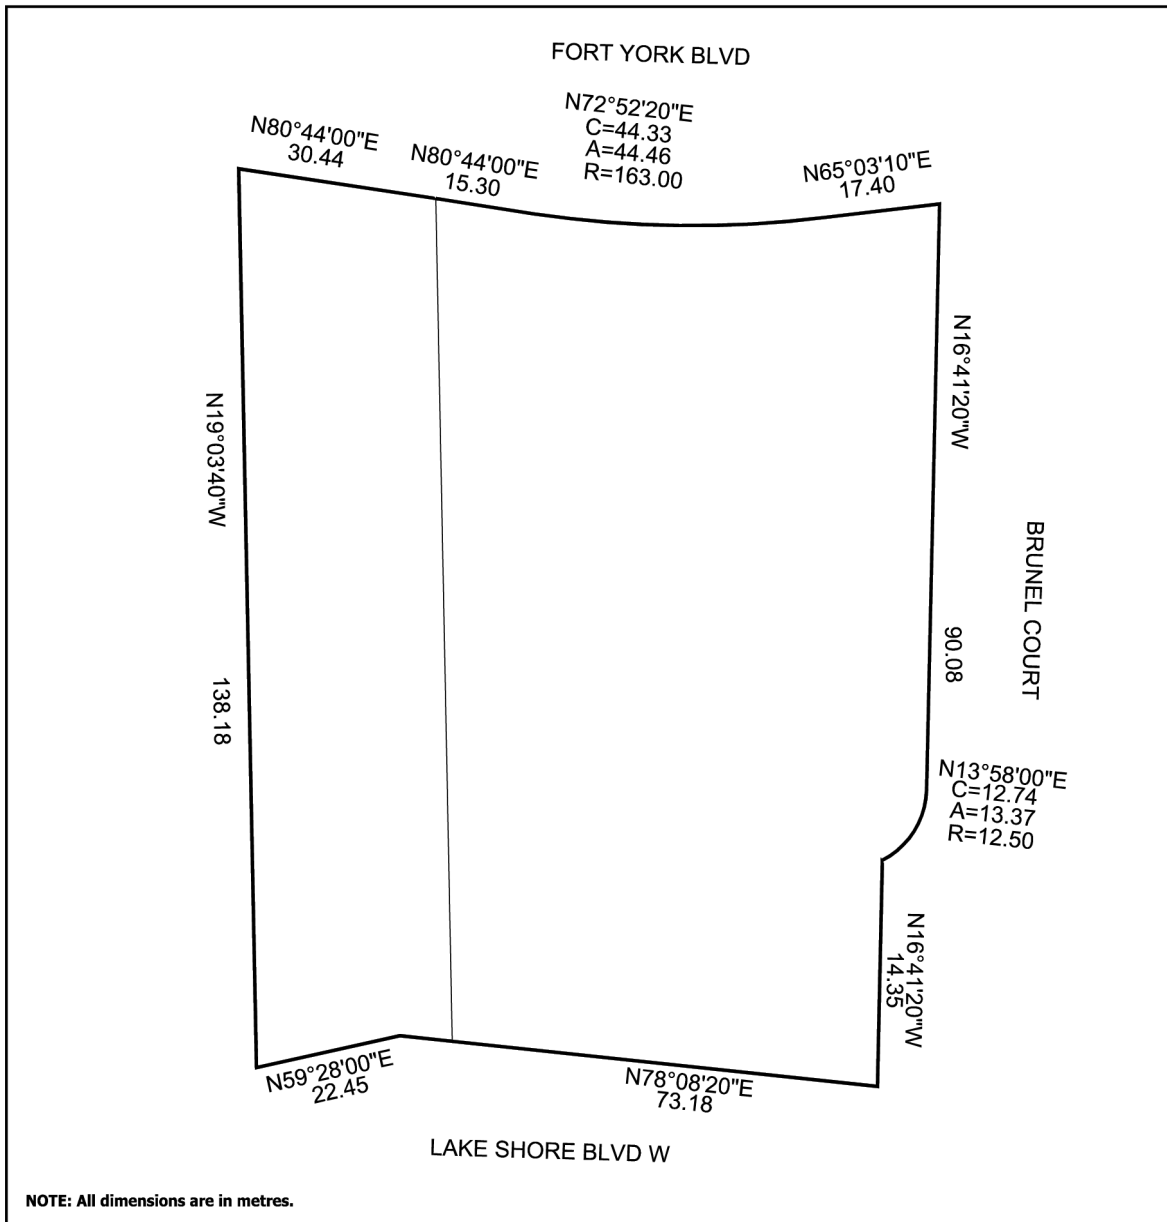 FORT YORK BLVD
N80°44'00"E
30.44
N80°44'00"E
15.30
N72°52'20"E
C=44.33
A=44.46
R=163.00
N65°03'10"E
17.40
N16°41'20"W
90.08
BRUNEL COURT
N19°03'40"W
138.18
N13°58'00"E
C=12.74
A=13.37
R=12.50
N16°41'20"W
14.35
N59°28'00"E
22.45
N78°08'20"E
73.18
LAKE SHORE BLVD W
NOTE: All dimensions are in metres.